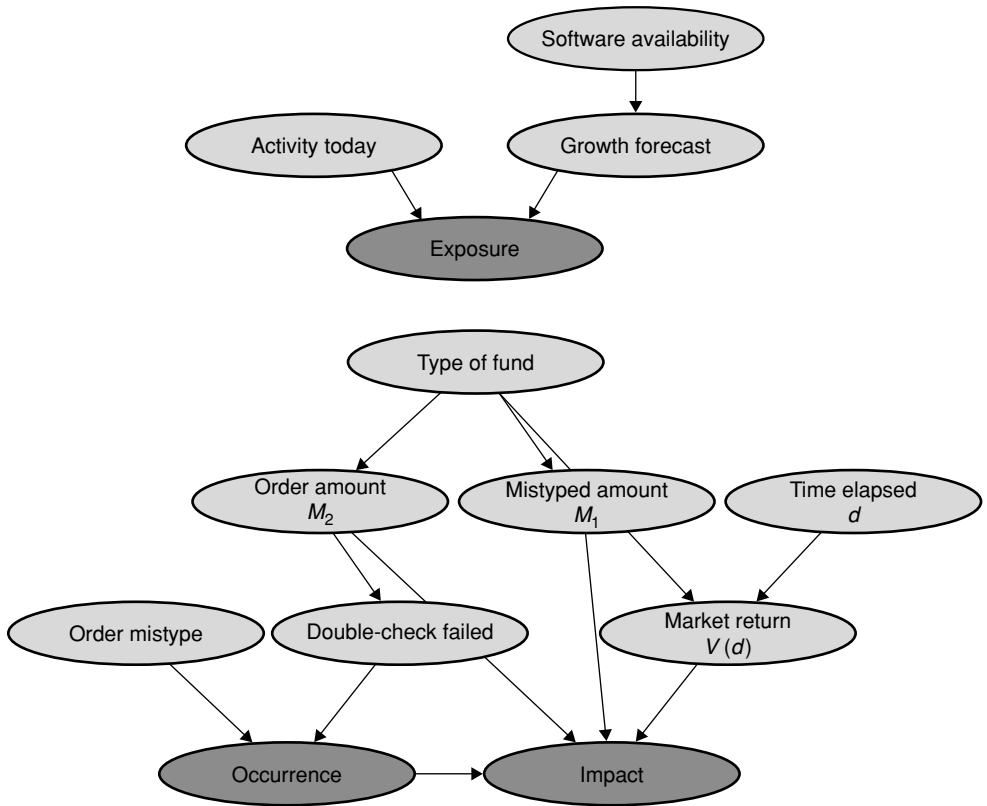 Software availability
Activity today
Growth forecast
Exposure
Type of fund
Order amount
M₂
Mistyped amount
M₁
Time elapsed
d
Order mistype
Double-check failed
Market return
V (d)
Occurrence
Impact